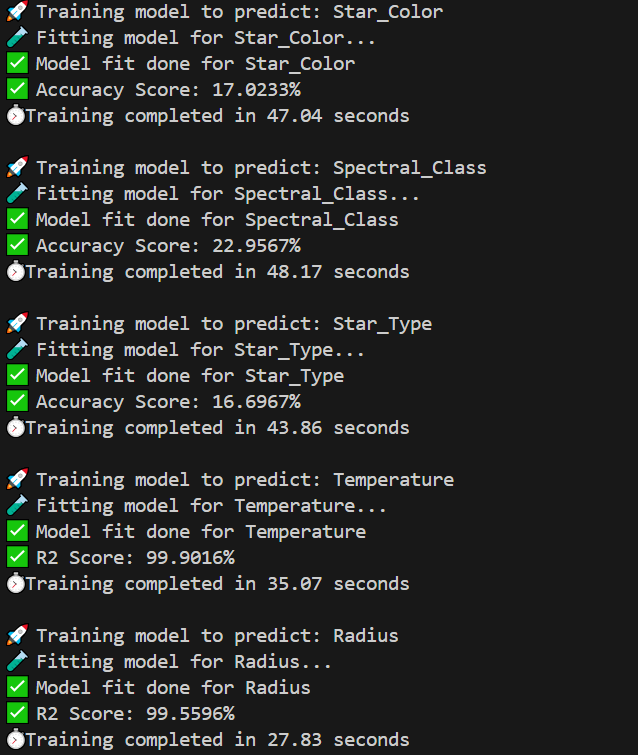 🚀 Training model to predict: Star_Color
🧪 Fitting model for Star_Color...
✅ Model fit done for Star_Color
✅ Accuracy Score: 17.0233%
⏱Training completed in 47.04 seconds

🚀 Training model to predict: Spectral_Class
🧪 Fitting model for Spectral_Class...
✅ Model fit done for Spectral_Class
✅ Accuracy Score: 22.9567%
⏱Training completed in 48.17 seconds

🚀 Training model to predict: Star_Type
🧪 Fitting model for Star_Type...
✅ Model fit done for Star_Type
✅ Accuracy Score: 16.6967%
⏱Training completed in 43.86 seconds

🚀 Training model to predict: Temperature
🧪 Fitting model for Temperature...
✅ Model fit done for Temperature
✅ R2 Score: 99.9016%
⏱Training completed in 35.07 seconds

🚀 Training model to predict: Radius
🧪 Fitting model for Radius...
✅ Model fit done for Radius
✅ R2 Score: 99.5596%
⏱Training completed in 27.83 seconds